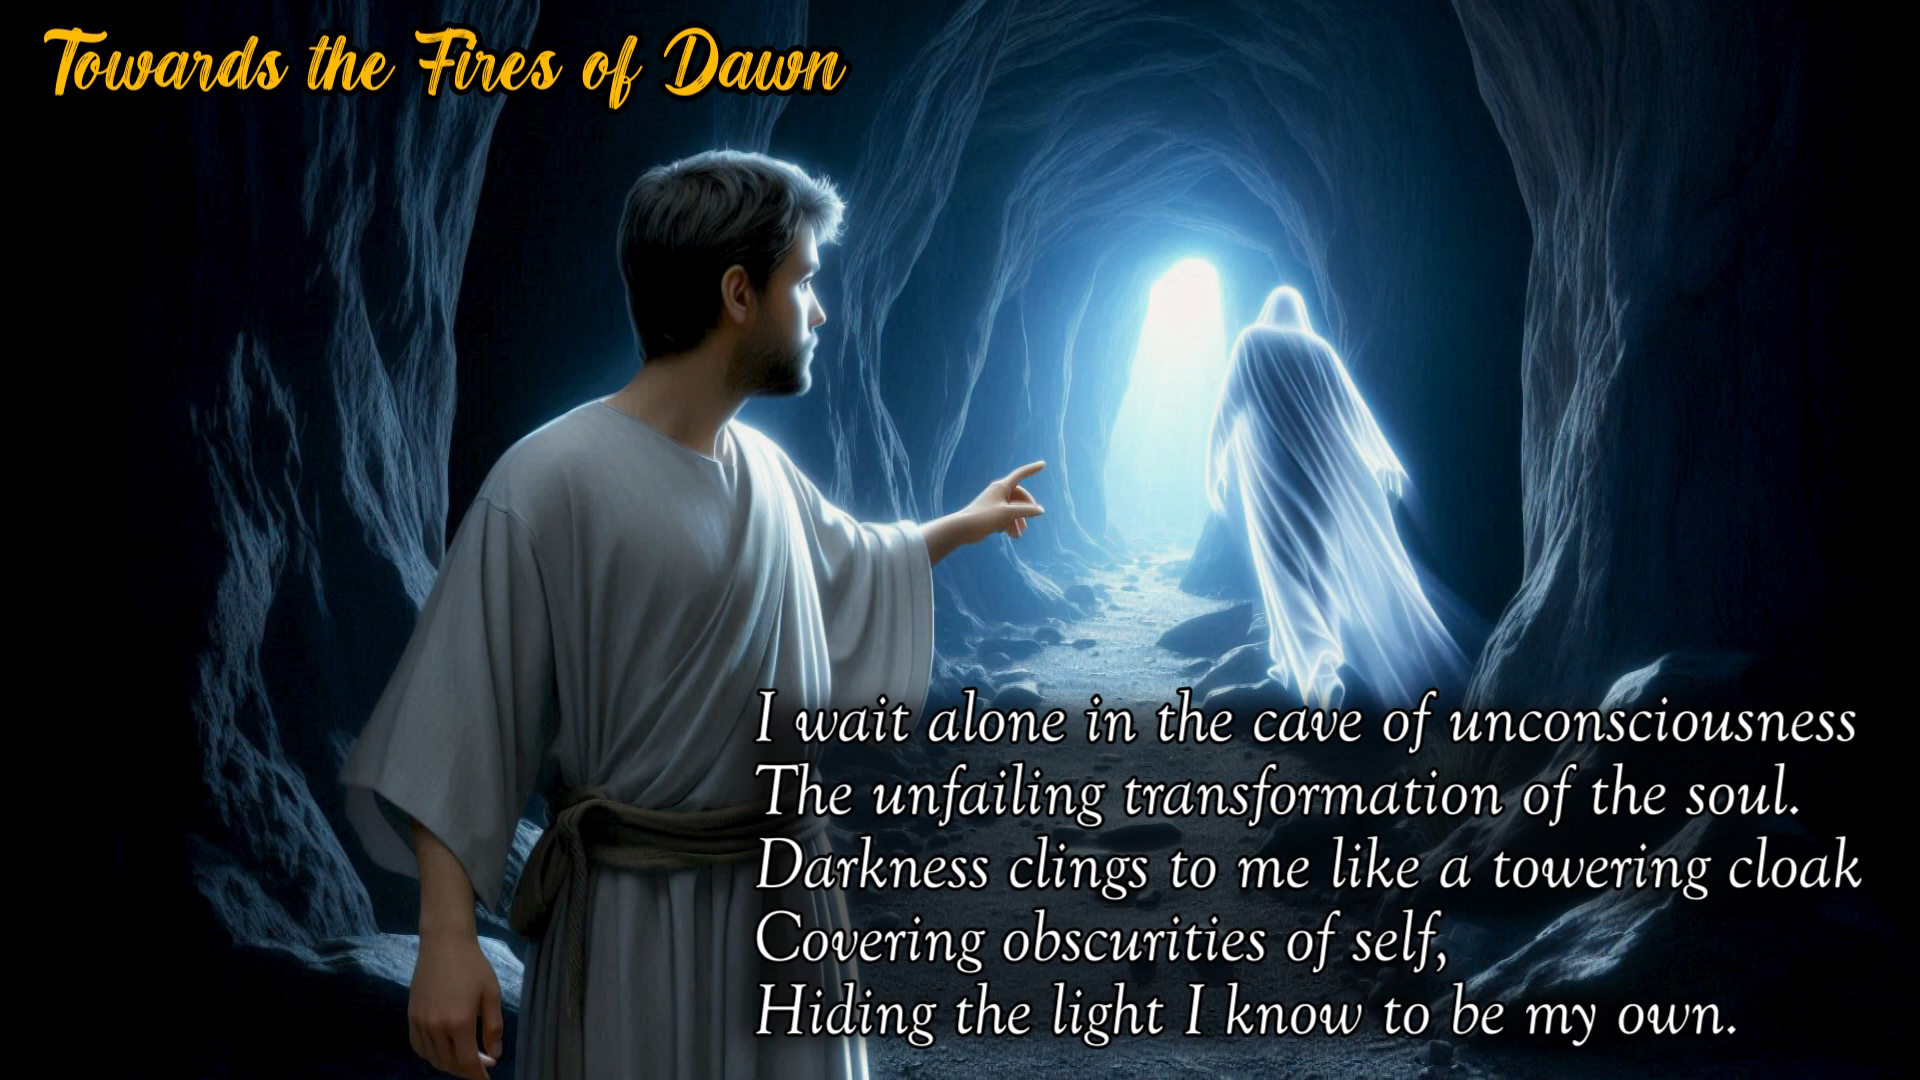 Towards the Fires of Dawn
I wait alone in the cave of unconsciousness
The unfailing transformation of the soul.
Darkness clings to me like a towering cloak
Covering obscurities of self,
Hiding the light I know to be my own.